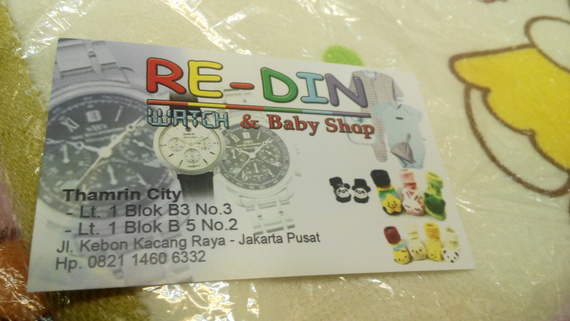 RE-DIN
WATCH & Baby Shop
Thamrin City
- Lt. 1 Blok B3 No.3
- Lt. 1 Blok B 5 No.2
Jl. Kebon Kacang Raya - Jakarta Pusat
Hp. 0821 1460 6332